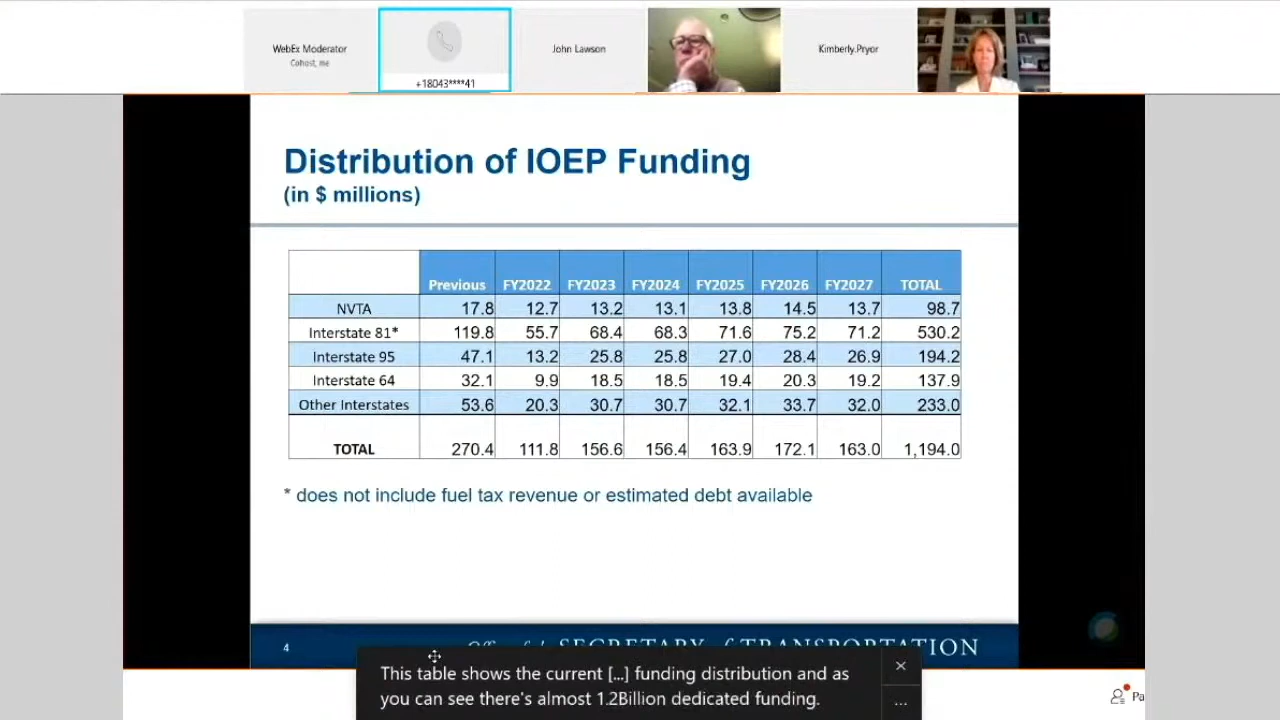 WebEx Moderator
Cohost, me
+18043****41
John Lawson
Kimberly.Pryor
Distribution of IOEP Funding
(in $ millions)
Previous FY2022 FY2023 FY2024 FY2025 FY2026 FY2027 TOTAL
NVTA 17.8 12.7 13.2 13.1 13.8 14.5 13.7 98.7
Interstate 81* 119.8 55.7 68.4 68.3 71.6 75.2 71.2 530.2
Interstate 95 47.1 13.2 25.8 25.8 27.0 28.4 26.9 194.2
Interstate 64 32.1 9.9 18.5 18.5 19.4 20.3 19.2 137.9
Other Interstates 53.6 20.3 30.7 30.7 32.1 33.7 32.0 233.0
TOTAL 270.4 111.8 156.6 156.4 163.9 172.1 163.0 1,194.0
* does not include fuel tax revenue or estimated debt available
4
SECRETARY of TRANSPORTATION
This table shows the current [...] funding distribution and as
you can see there's almost 1.2Billion dedicated funding.
Pa